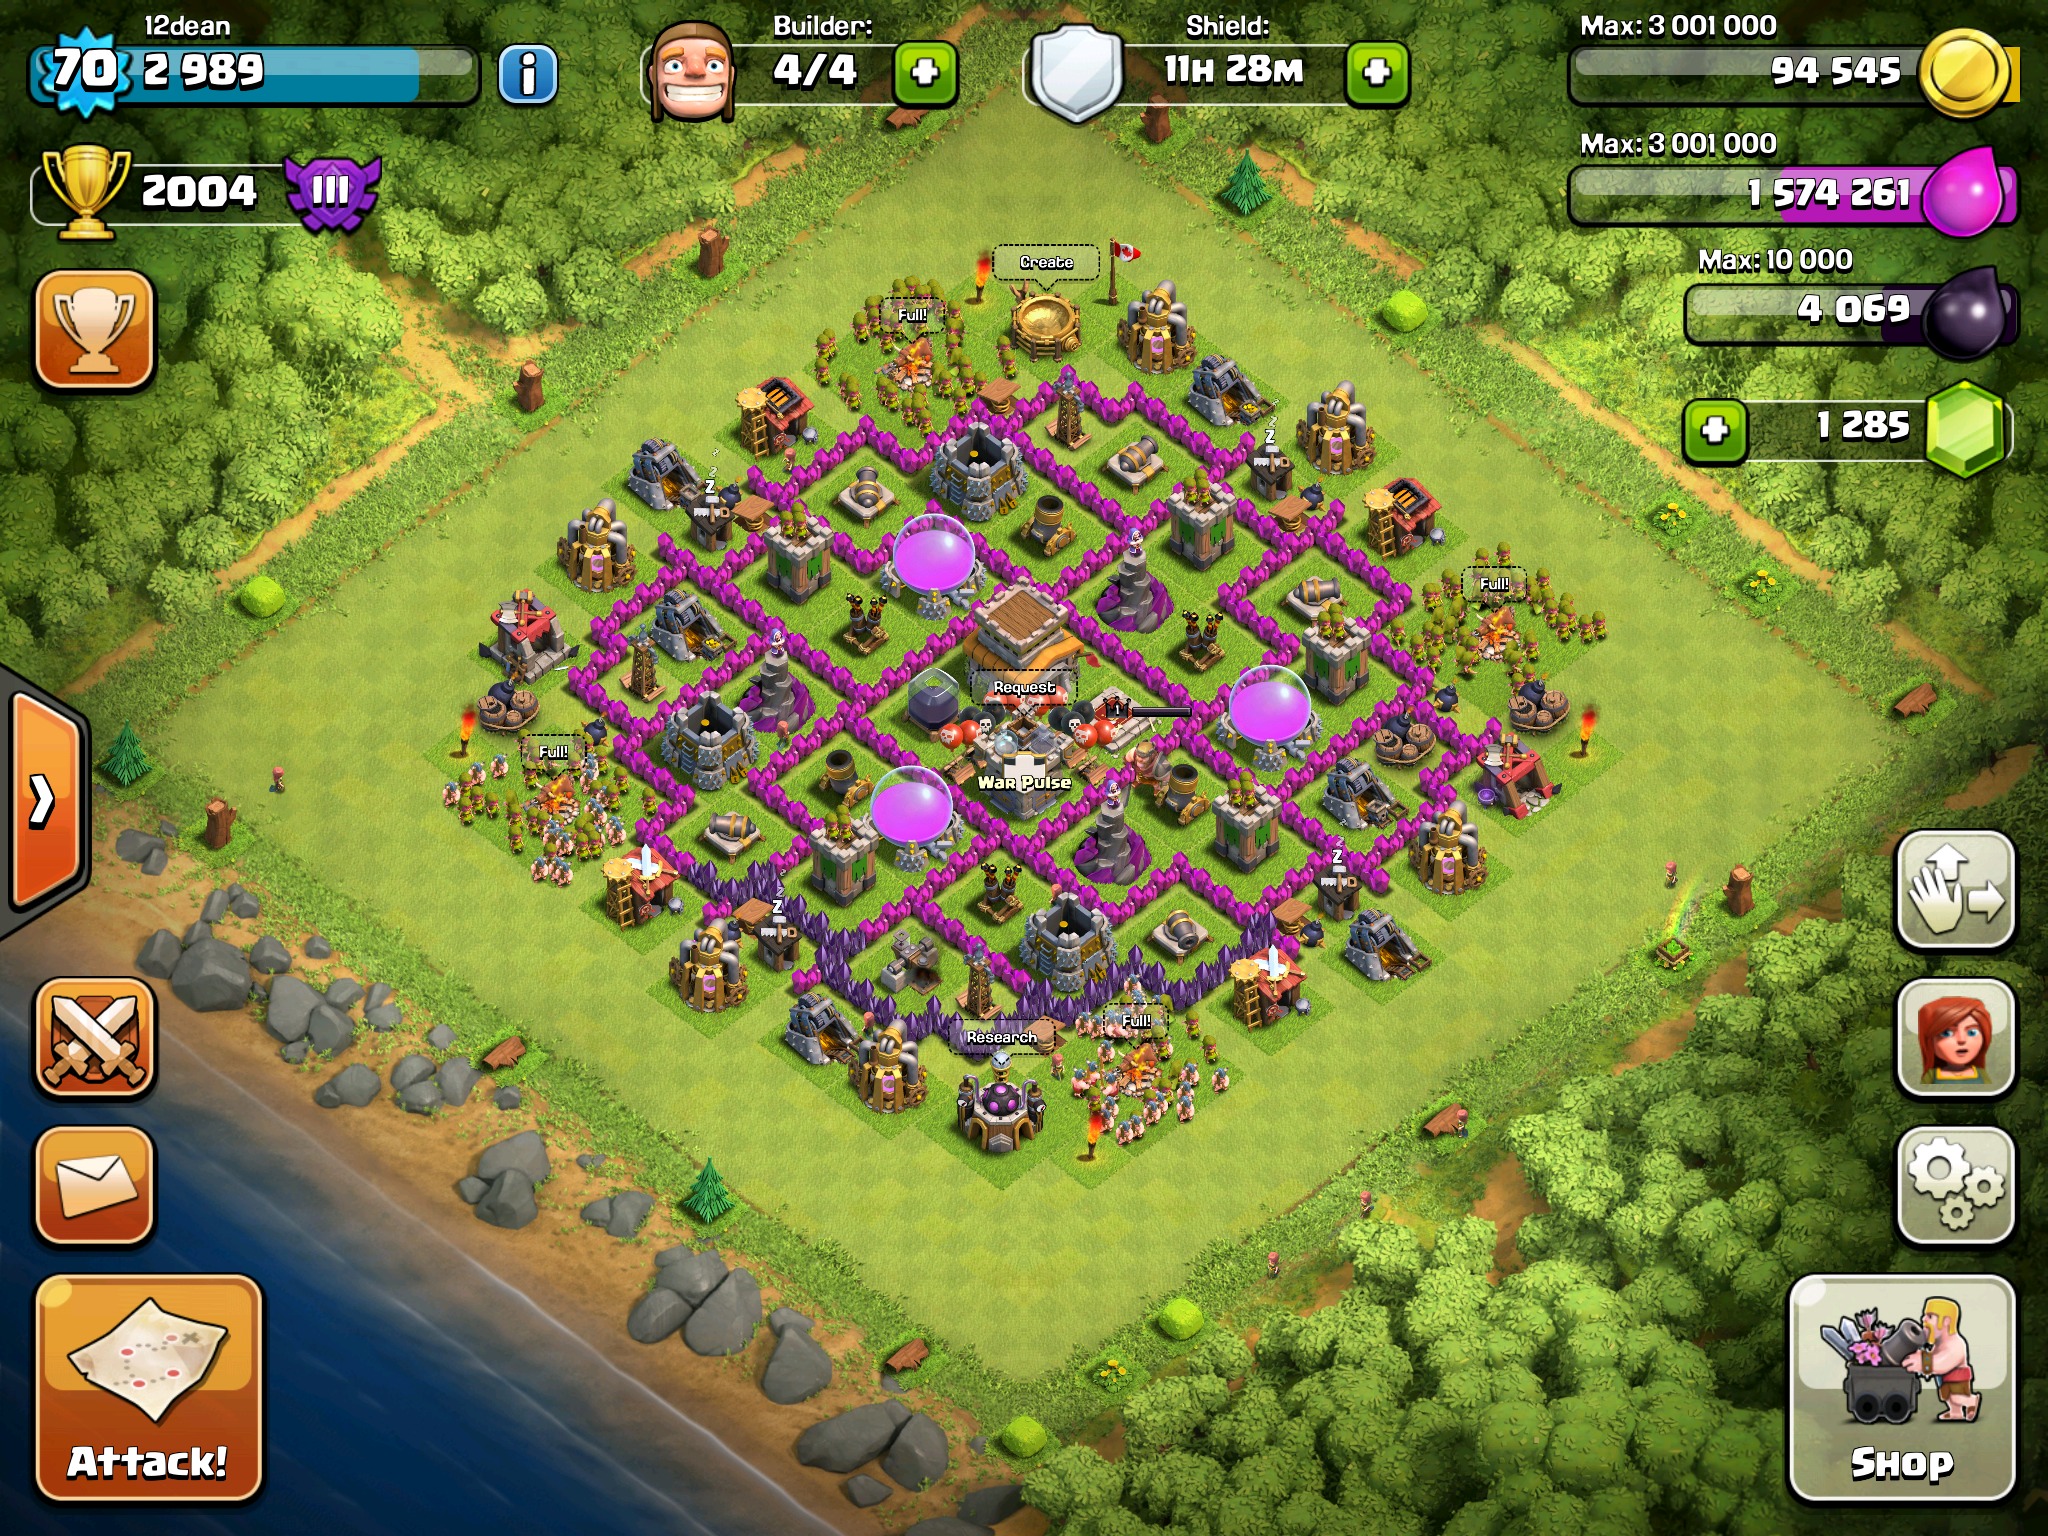 12dean
70 2 989
Builder:
4/4
Shield:
11H 28M
Max: 3 001 000
94 545
2004
III
Max: 3 001 000
1 574 261
Max: 10 000
4 069
1 285
Create
Full!
Z
Z
Full!
Request
Full!
War Pulse
Z
Z
Full!
Research
Attack!
Shop